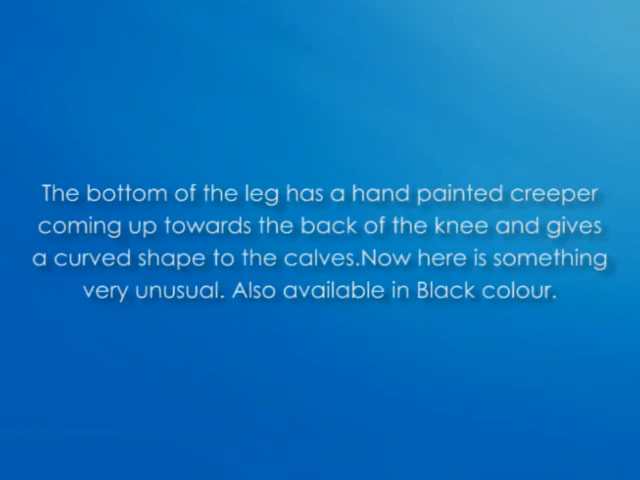 The bottom of the leg has a hand painted creeper
coming up towards the back of the knee and gives
a curved shape to the calves.Now here is something
very unusual. Also available in Black colour.